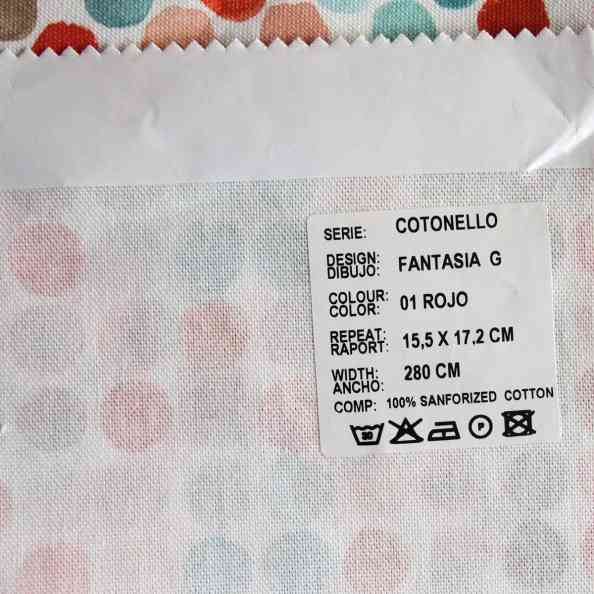 SERIE: COTONELLO
DESIGN:
DIBUJO: FANTASIA G
COLOUR:
COLOR: 01 ROJO
REPEAT:
RAPORT: 15,5 X 17,2 CM
WIDTH:
ANCHO: 280 CM
COMP: 100% SANFORIZED COTTON
30 P